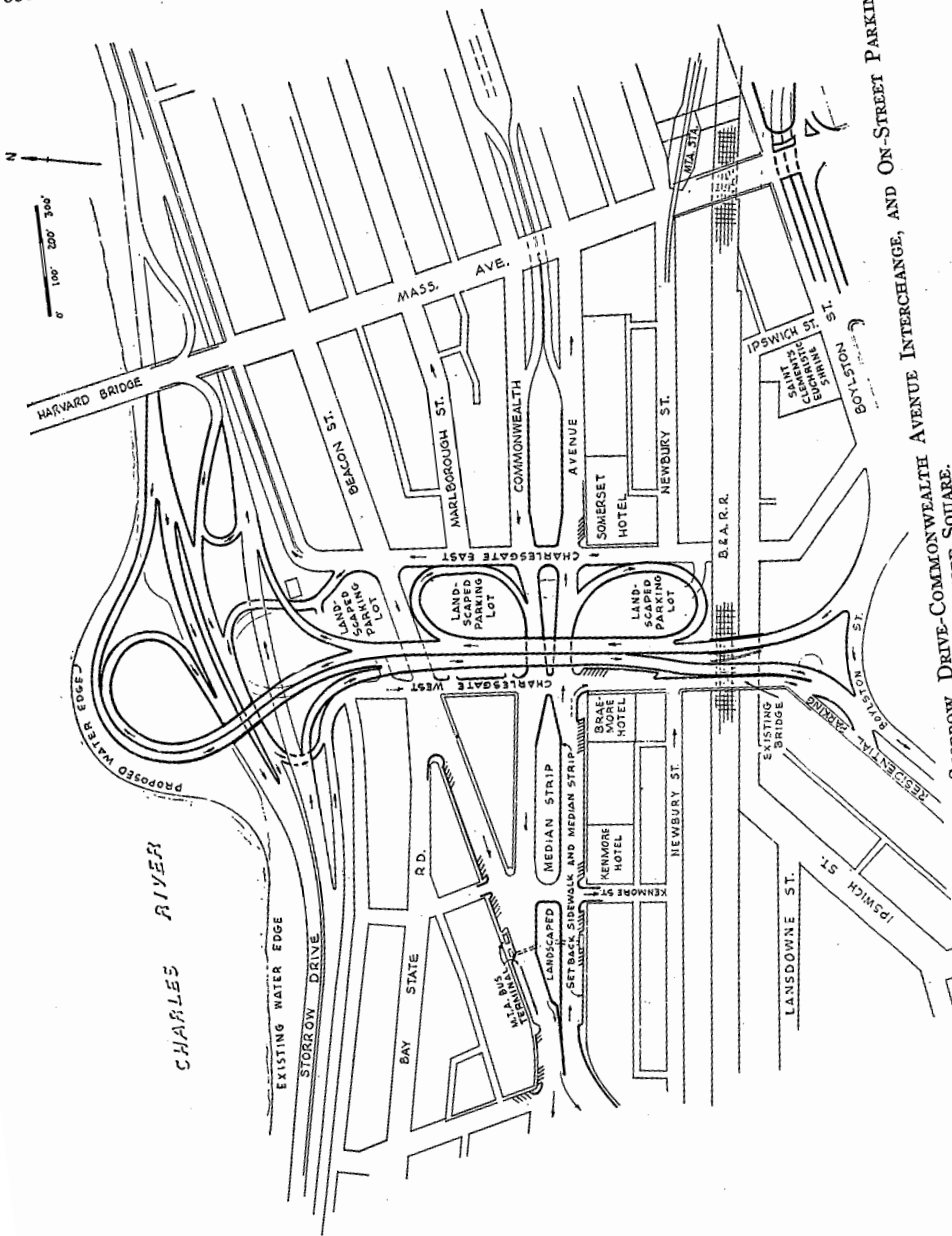 N
0' 100' 200' 300'
HARVARD BRIDGE
MASS. AVE.
CHARLES RIVER
PROPOSED WATER EDGE
EXISTING WATER EDGE
STORROW DRIVE
BEACON ST.
MARLBOROUGH ST.
COMMONWEALTH
AVENUE
SOMERSET
HOTEL
NEWBURY ST.
MTA. STA.
B.& A. R.R.
IPSWICH ST.
SAINT
CLEMENTS
EUCHRISTIC
SHRINE
BOYLSTON ST.
CHARLESGATE EAST
LAND-
SCAPED
PARKING
LOT
LAND-
SCAPED
PARKING
LOT
LAND-
SCAPED
PARKING
LOT
CHARLESGATE WEST
BAY STATE RD.
M.T.A. BUS
TERMINAL
LANDSCAPED
MEDIAN STRIP
SET BACK SIDEWALK AND MEDIAN STRIP
BRAE-
MORE
HOTEL
KENMORE
HOTEL
KENMORE ST.
NEWBURY ST.
EXISTING
BRIDGE
BOYLSTON ST.
RESIDENTIAL PARKING
LANSDOWNE ST.
IPSWICH ST.
DRIVE-COMMONWEALTH AVENUE INTERCHANGE, AND ON-STREET
SQUARE.